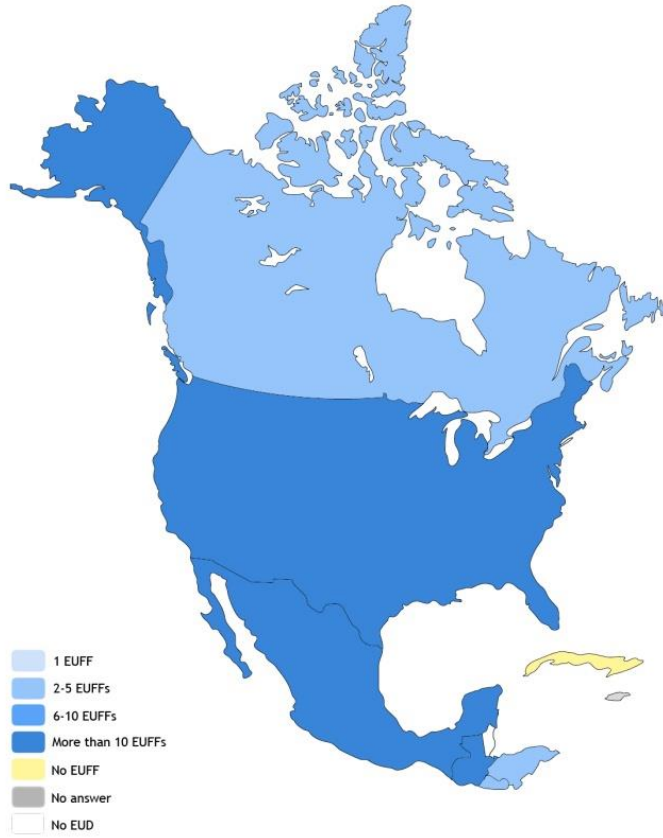 1 EUFF
2-5 EUFFs
6-10 EUFFs
More than 10 EUFFs
No EUFF
No answer
No EUD